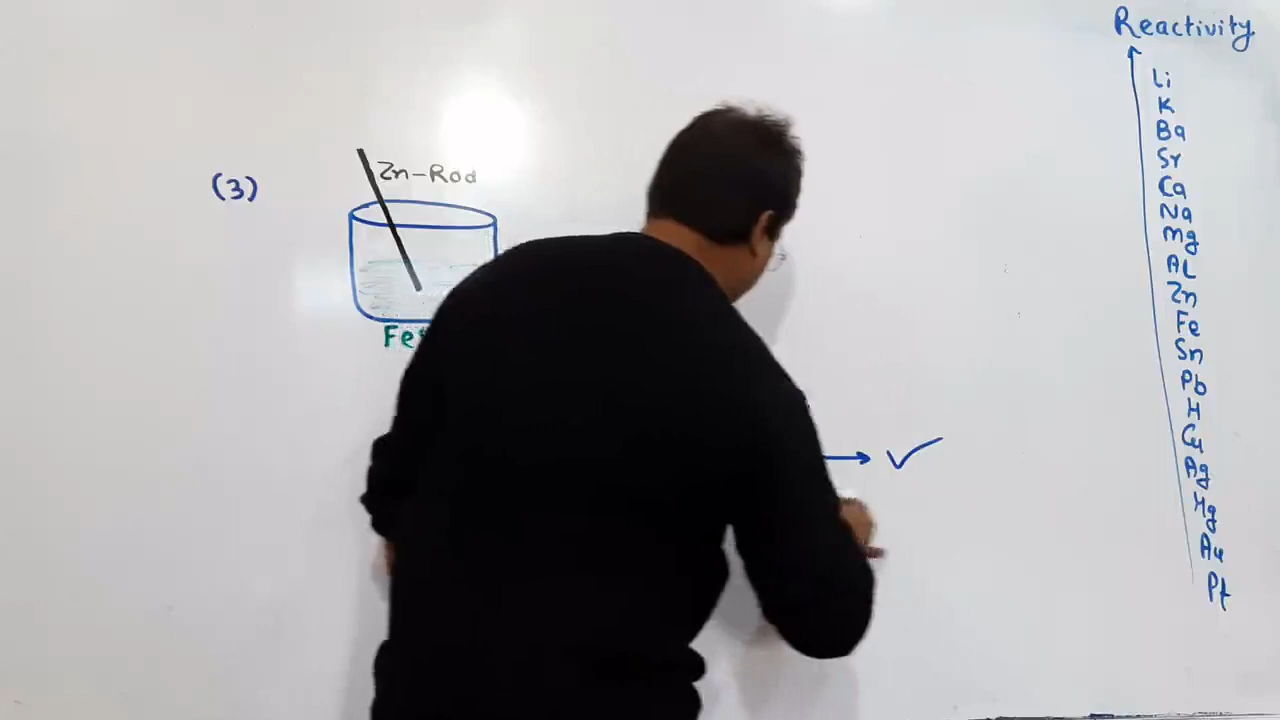 Reactivity
Li
K
Ba
Sr
Ca
Na
Mg
AL
Zn
Fe
Sn
Pb
H
Cu
Ag
Hg
Au
Pt
(3)
Zn-Rod